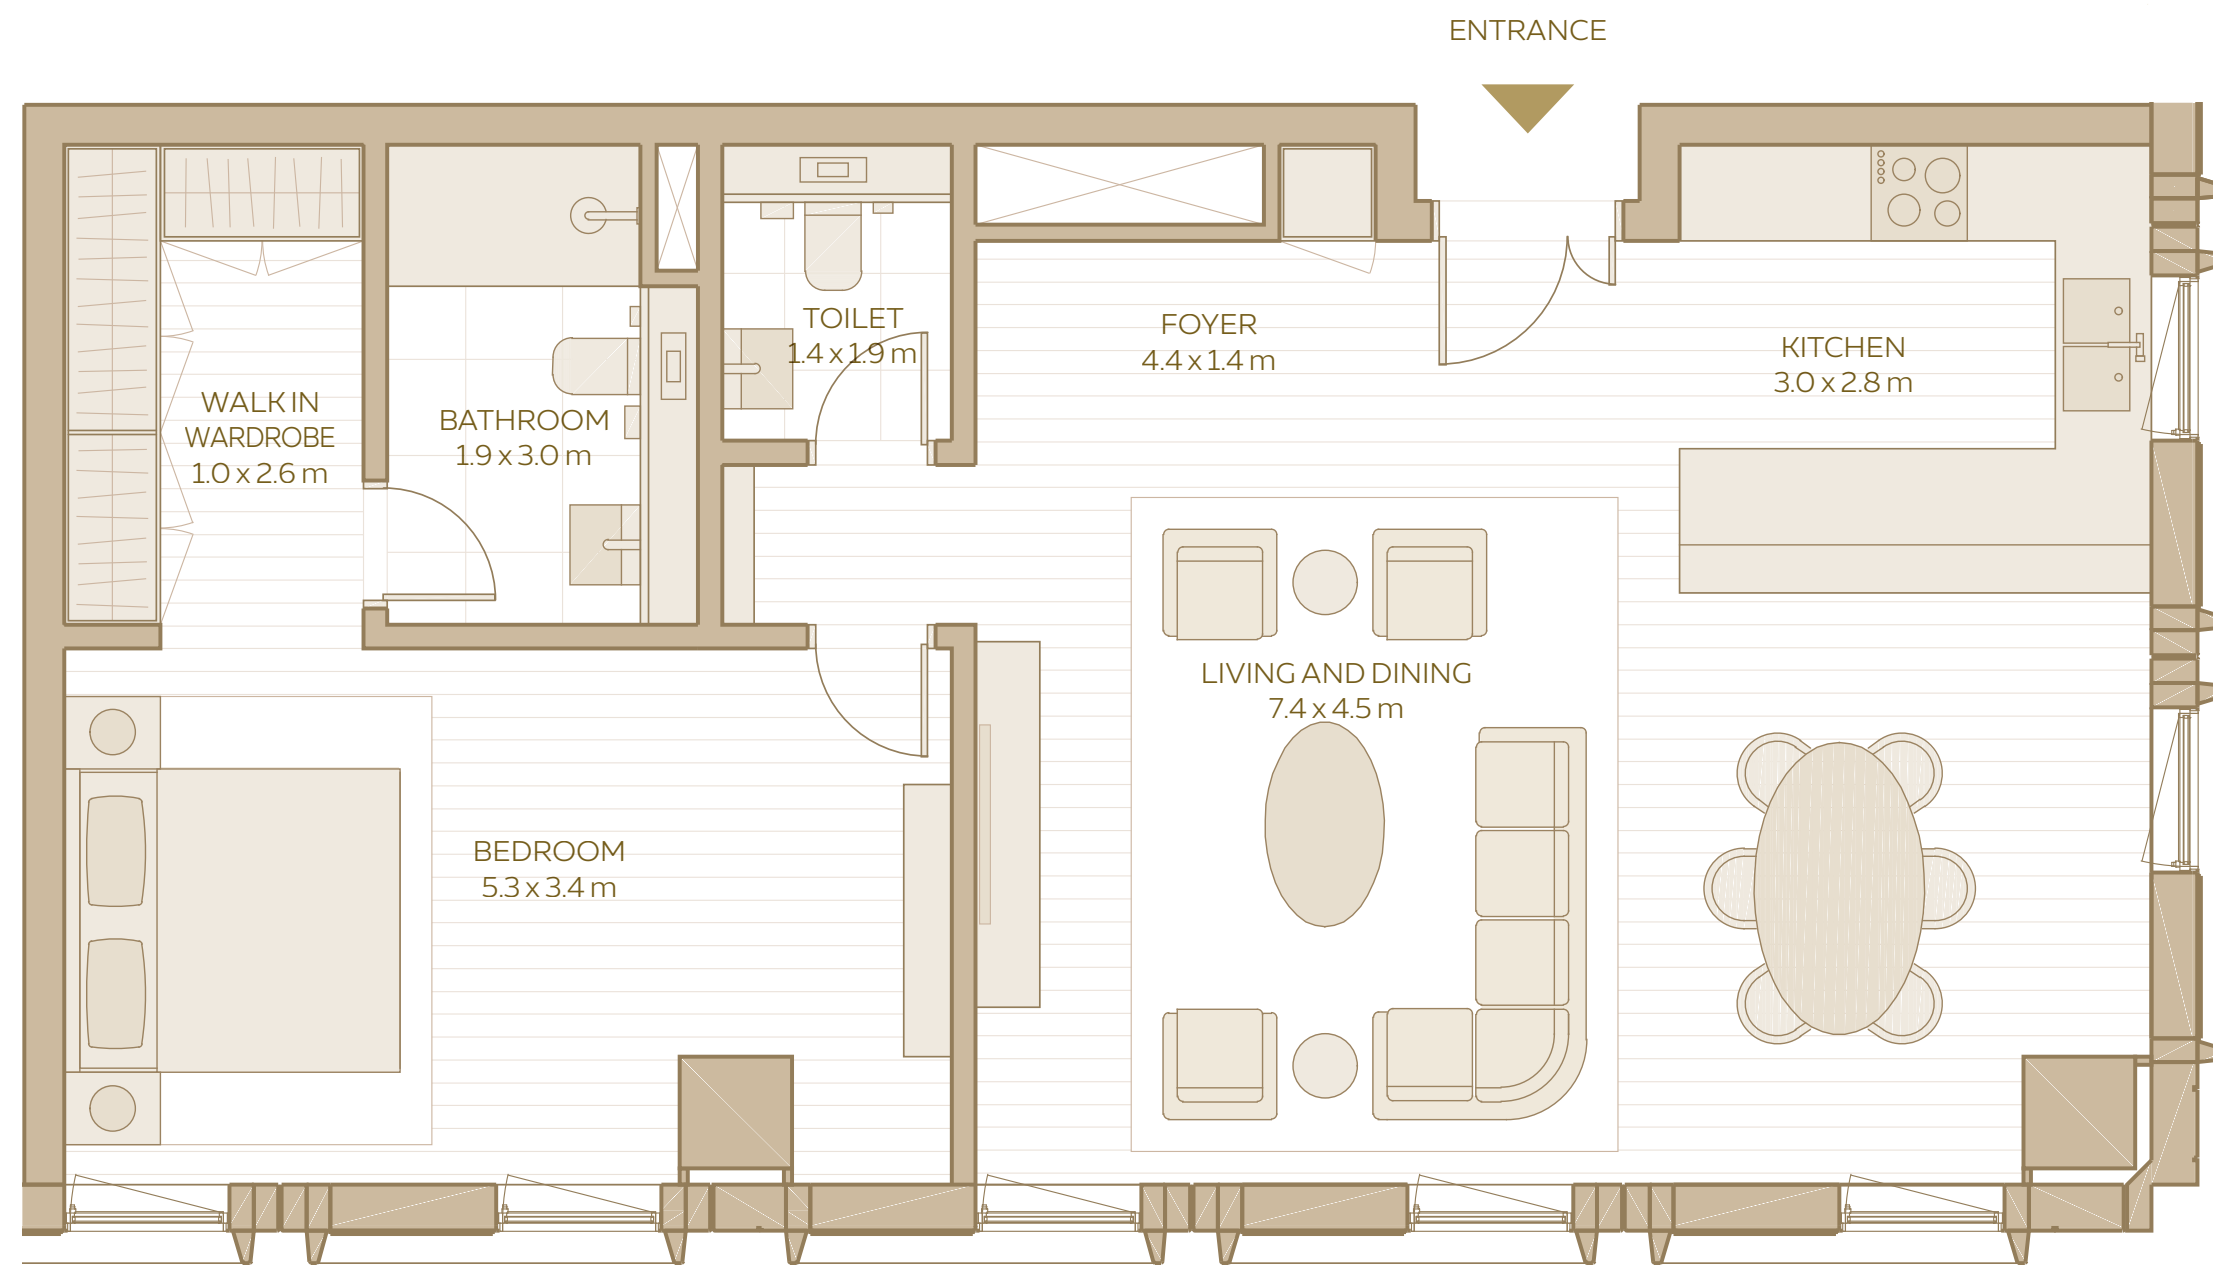 ENTRANCE
TOILET
1.4 x 1.9 m
FOYER
4.4 x 1.4 m
KITCHEN
3.0 x 2.8 m
WALK IN
WARDROBE
1.0 x 2.6 m
BATHROOM
1.9 x 3.0 m
LIVING AND DINING
7.4 x 4.5 m
BEDROOM
5.3 x 3.4 m